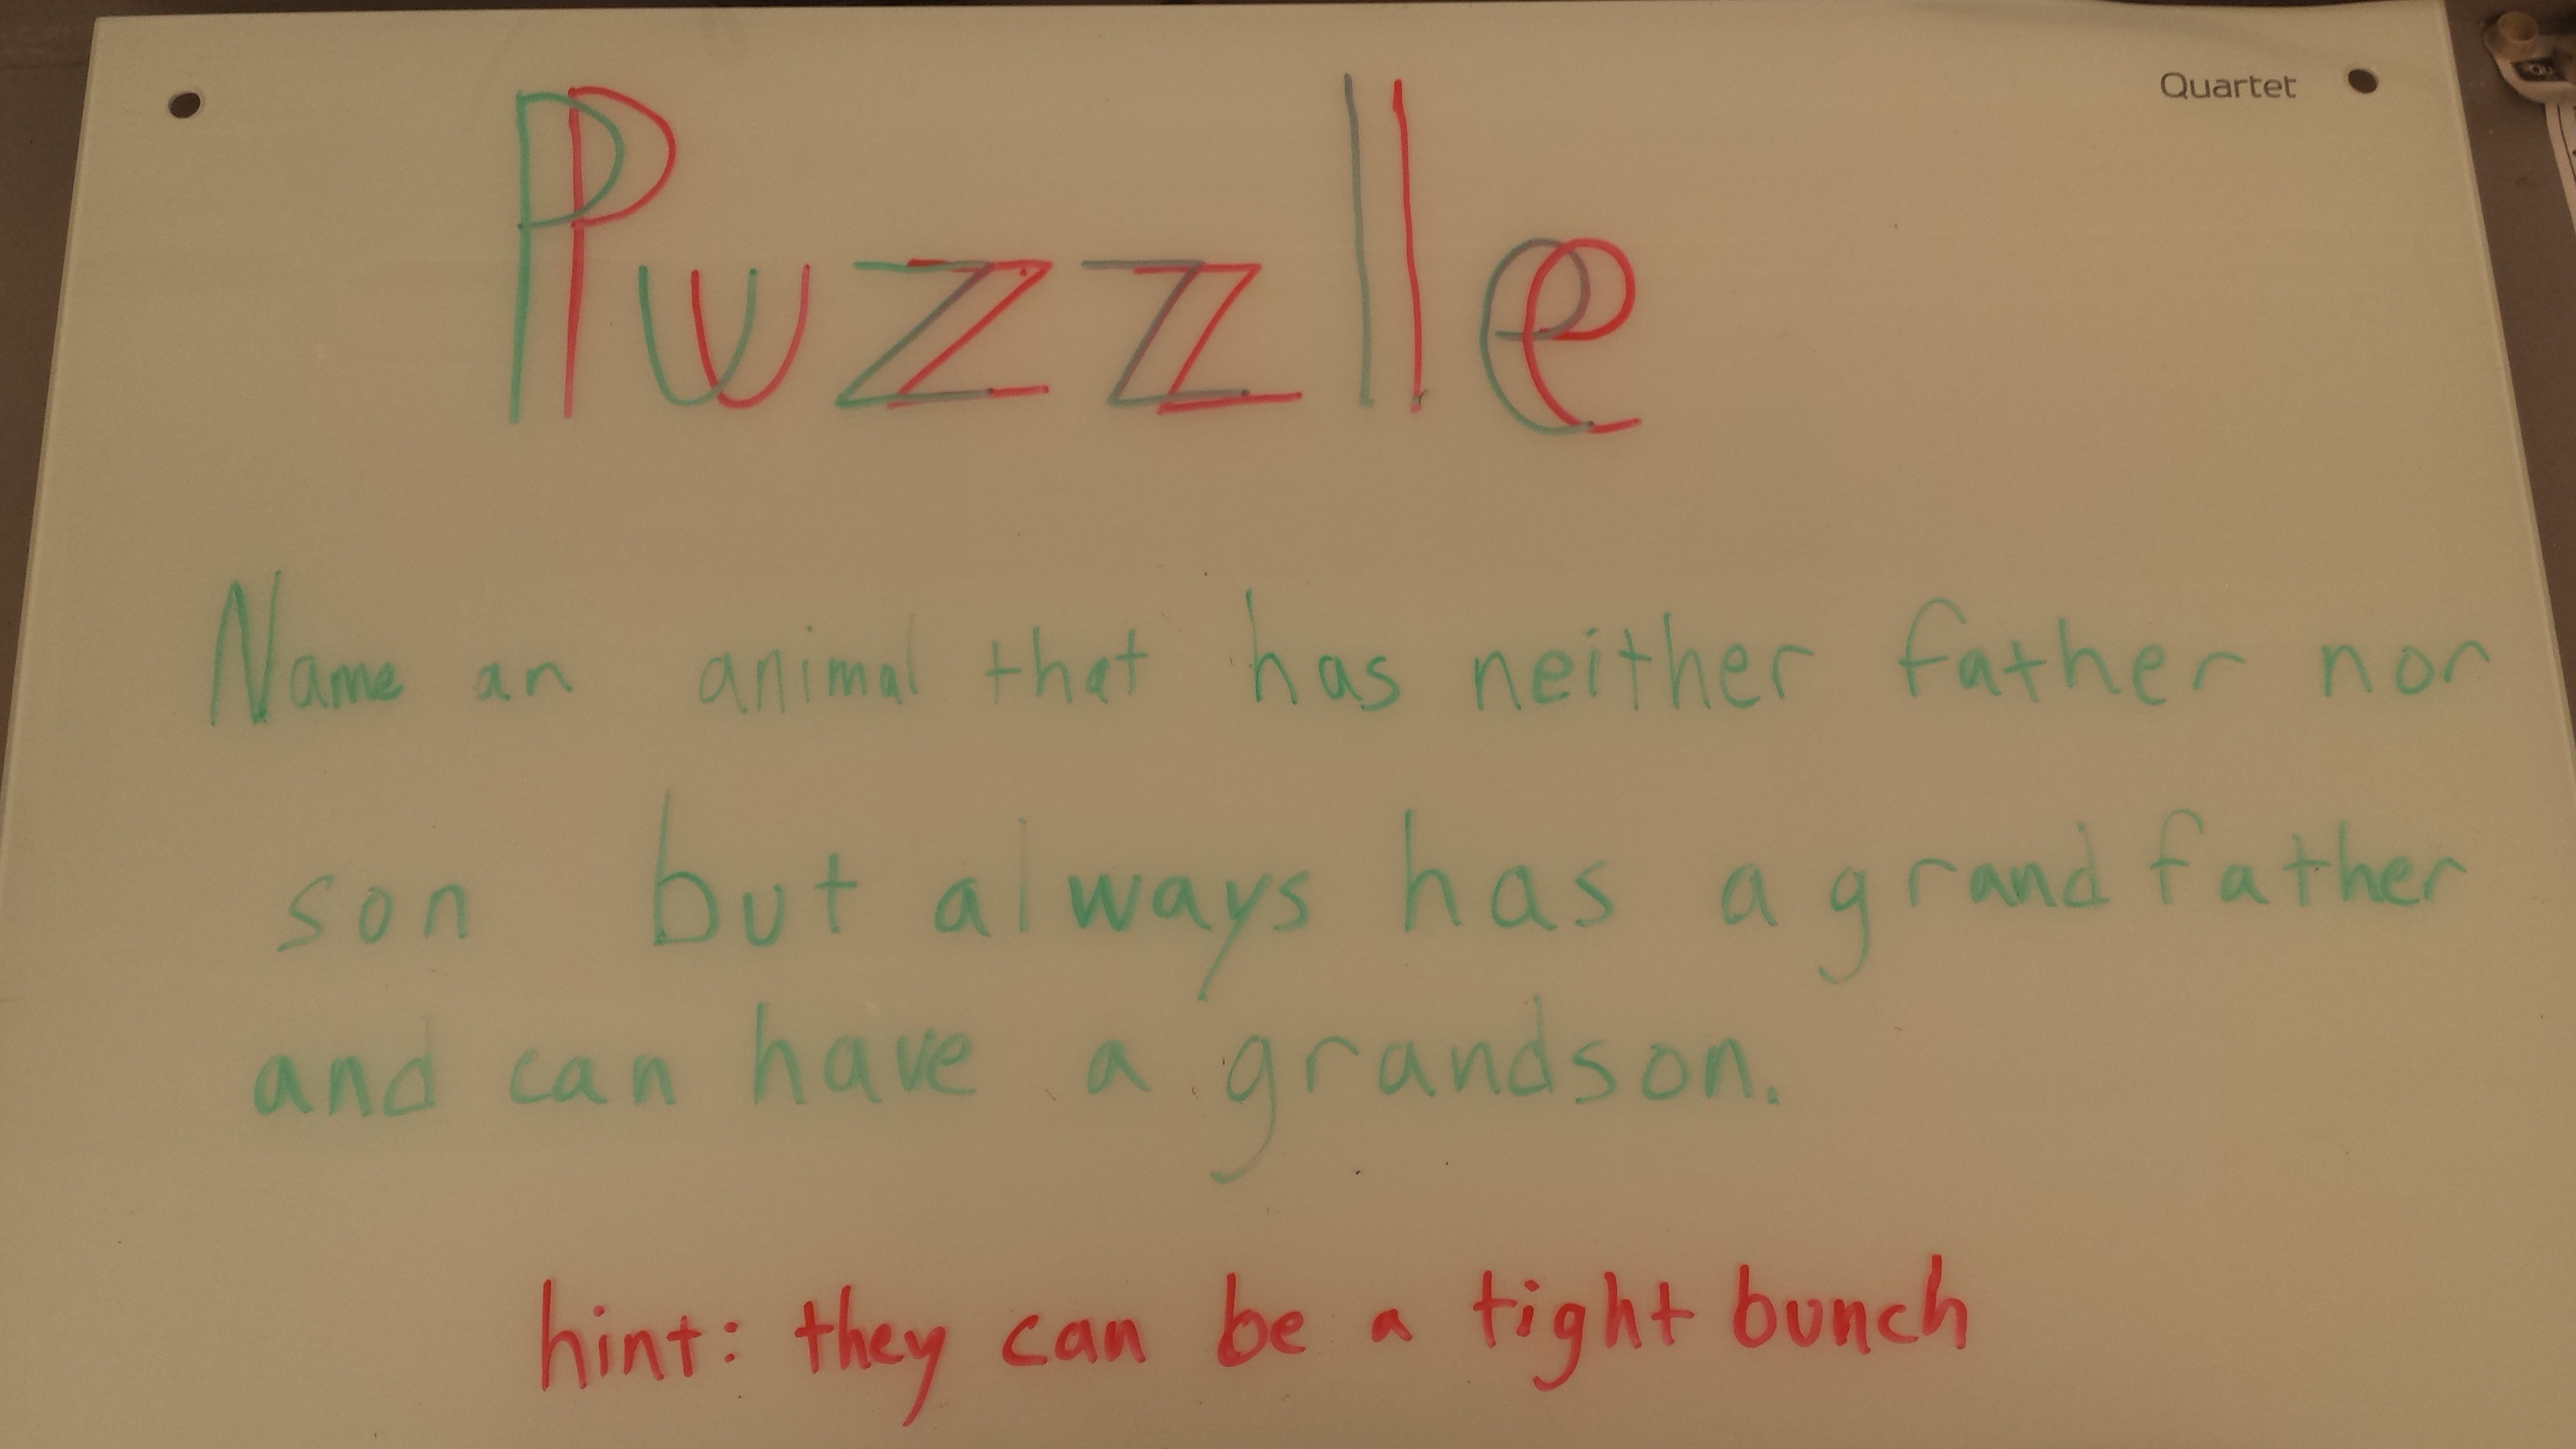 Quartet
Puzzle
Name an animal that has neither father nor
son but always has a grandfather
and can have a grandson.
hint: they can be a tight bunch